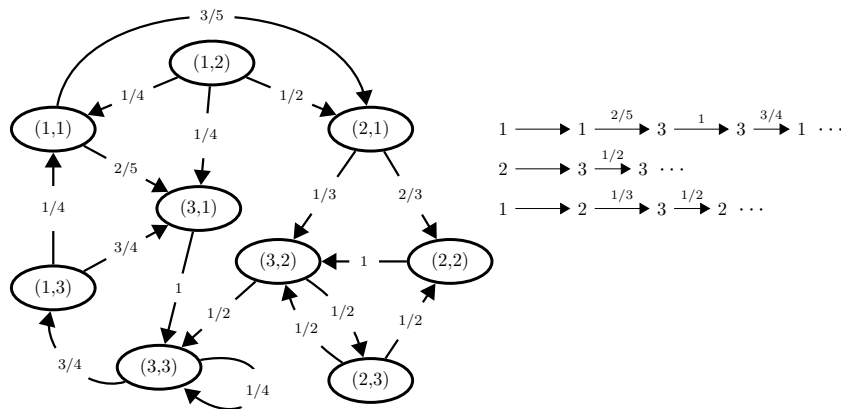 3/5
(1,2)
1/4 1/2
(1,1) (2,1)
1/4
2/5 1/3 2/3
1/4 (3,1)
3/4 (3,2) 1 (2,2)
(1,3) 1
1/2 1/2 1/2 1/2
3/4 (3,3) (2,3)
1/4
2/5 1 3/4
1 1 3 3 1 ···
1/2
2 3 3 ···
1/3 1/2
1 2 3 2 ···